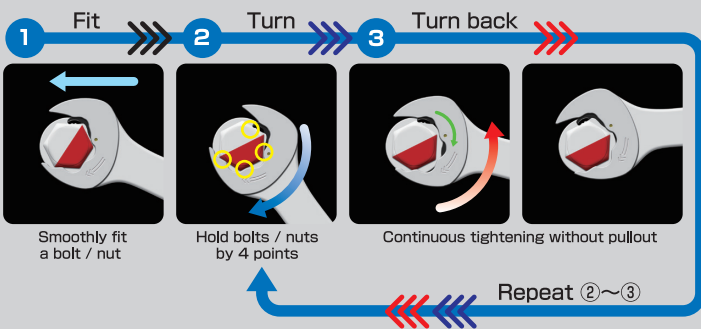 1 Fit 2 Turn 3 Turn back
Smoothly fit
a bolt / nut
Hold bolts / nuts
by 4 points
Continuous tightening without pullout
Repeat ②〜③